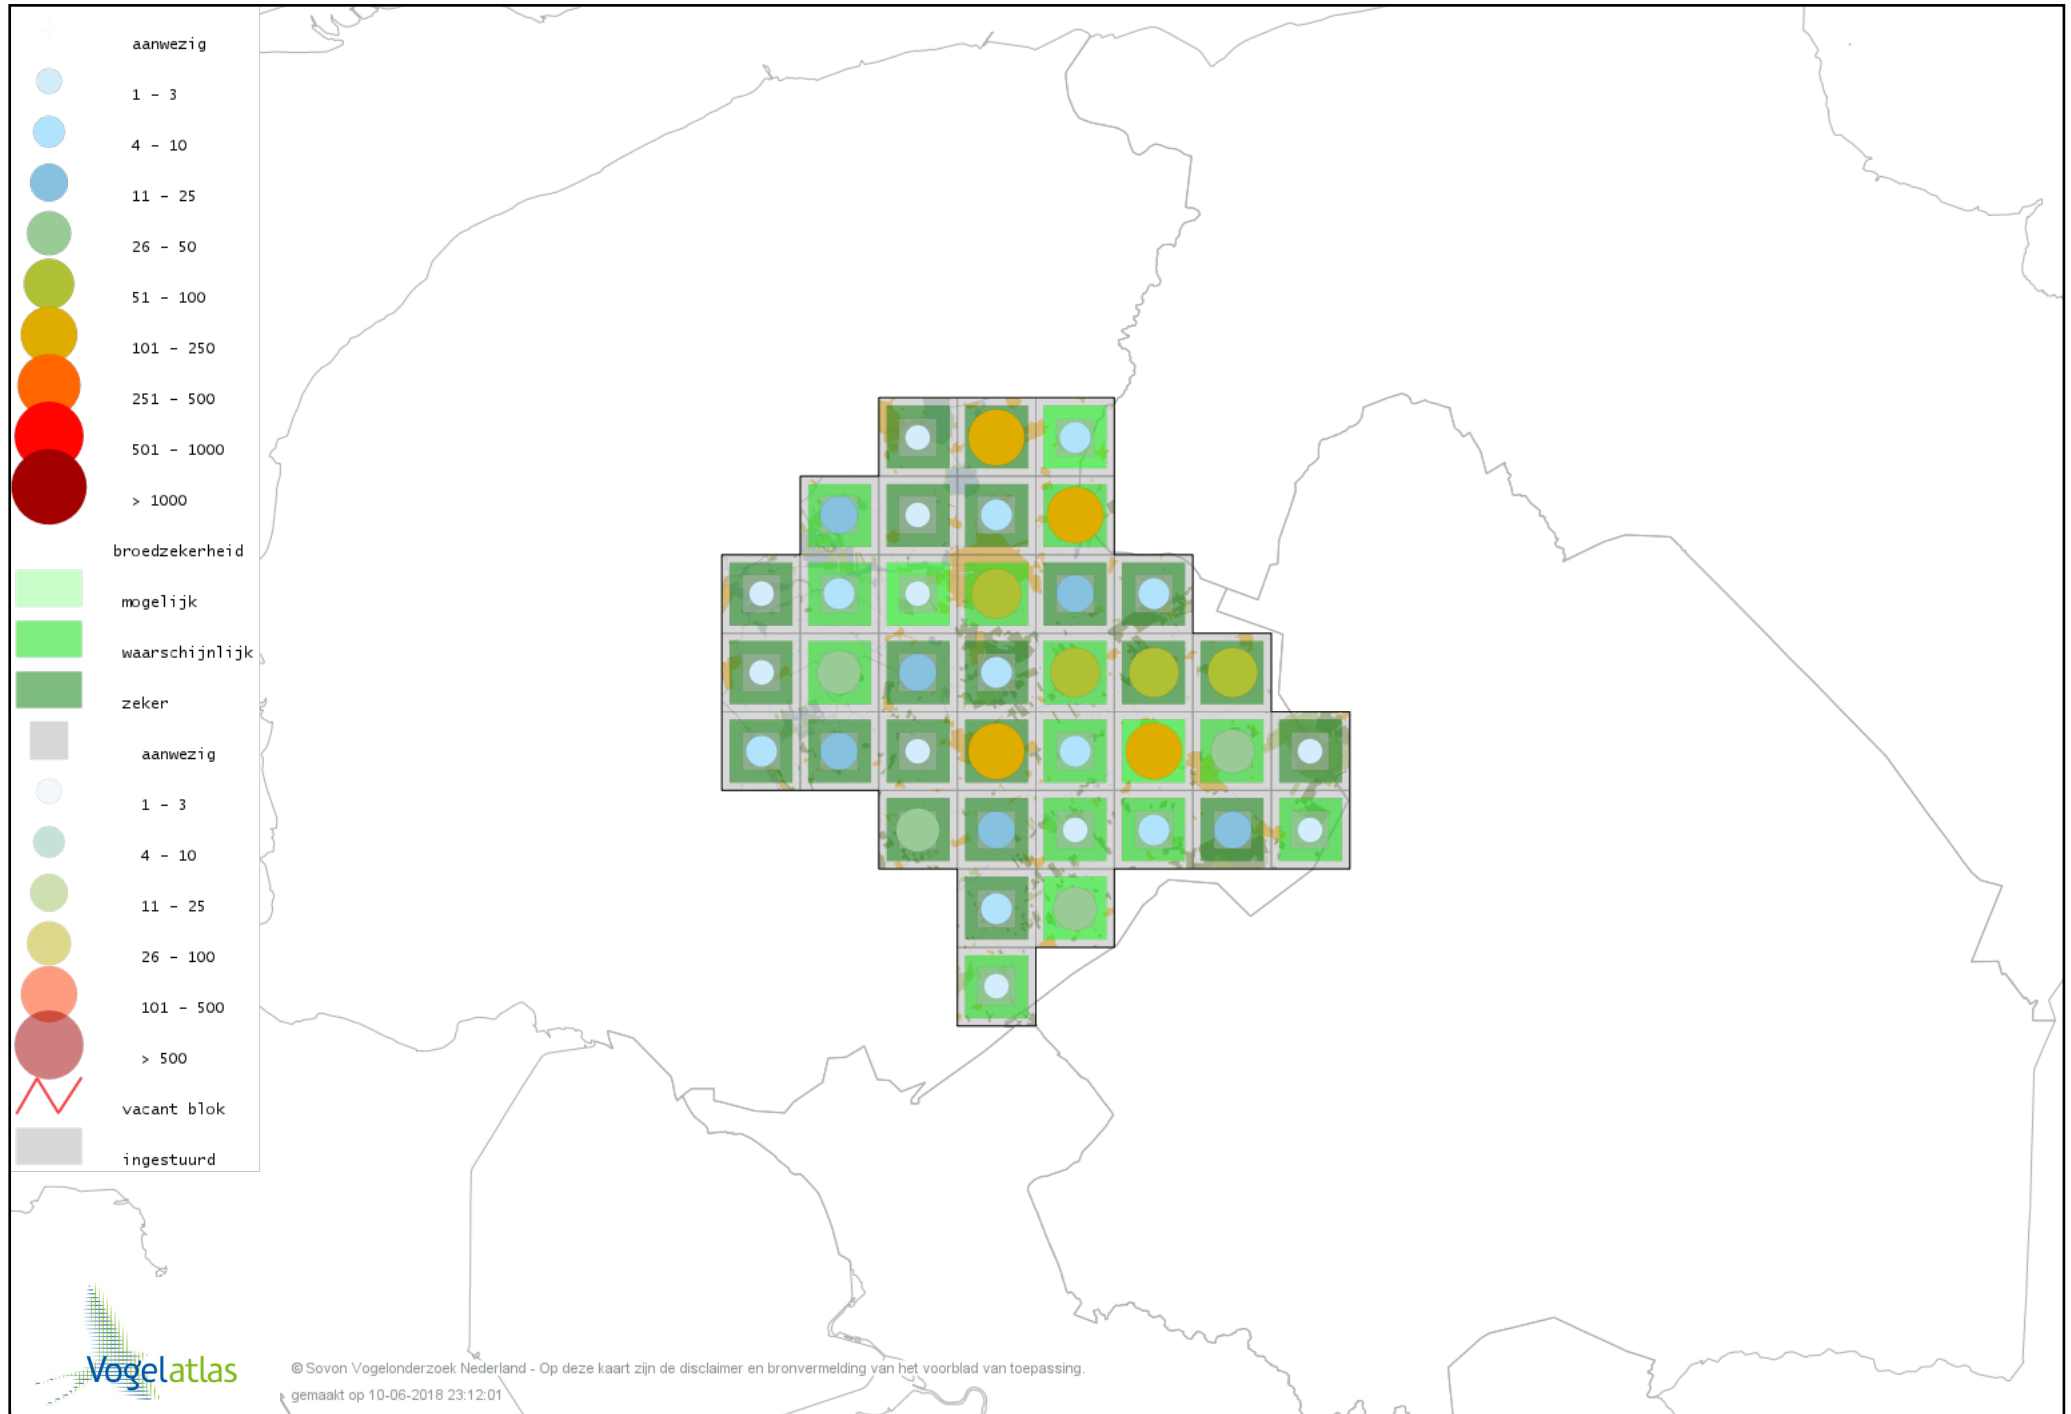 aanwezig
1 - 3
4 - 10
11 - 25
26 - 50
51 - 100
101 - 250
251 - 500
501 - 1000
> 1000
broedzekerheid
mogelijk
waarschijnlijk
zeker
aanwezig
1 - 3
4 - 10
11 - 25
26 - 100
101 - 500
> 500
vacant blok
ingestuurd
Vogelatlas
© Sovon Vogelonderzoek Nederland - Op deze kaart zijn de disclaimer en bronvermelding van het voorblad van toepassing.
gemaakt op 10-06-2018 23:12:01